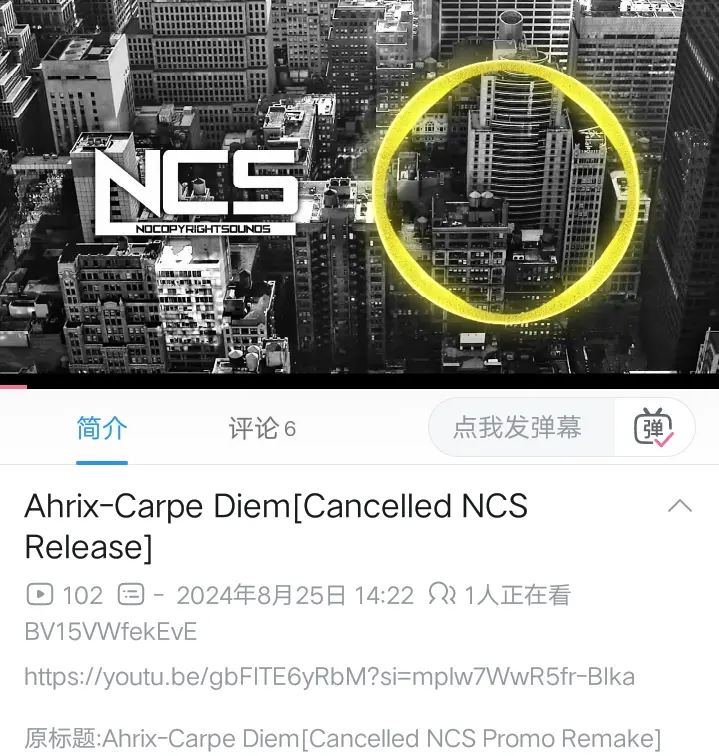 NCS
NOCOPYRIGHTSOUNDS
简介
评论 6
点我发弹幕
弹
Ahrix-Carpe Diem[Cancelled NCS
Release]
102 - 2024年8月25日 14:22 1人正在看
BV15VWfekEvE
https://youtu.be/gbFlTE6yRbM?si=mplw7WwR5fr-Blka
原标题:Ahrix-Carpe Diem[Cancelled NCS Promo Remake]